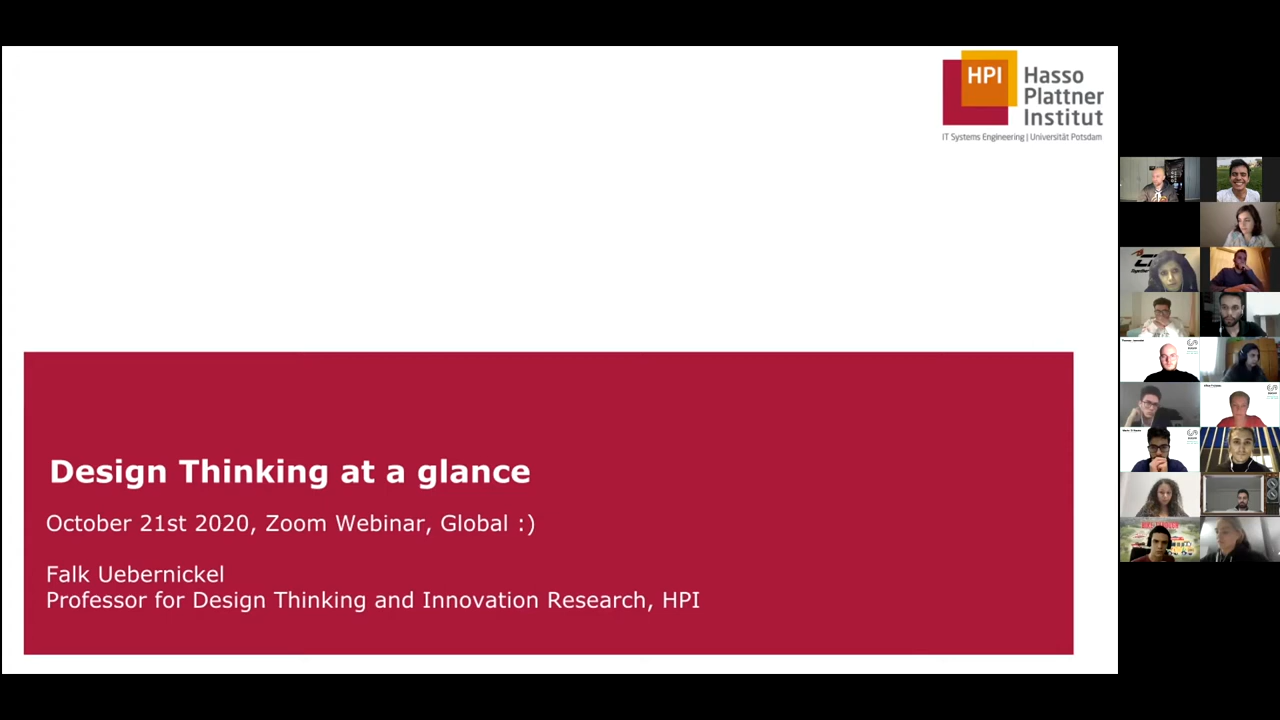 HPI
Hasso
Plattner
Institut
IT Systems Engineering | Universität Potsdam
Design Thinking at a glance
October 21st 2020, Zoom Webinar, Global :)
Falk Uebernickel
Professor for Design Thinking and Innovation Research, HPI